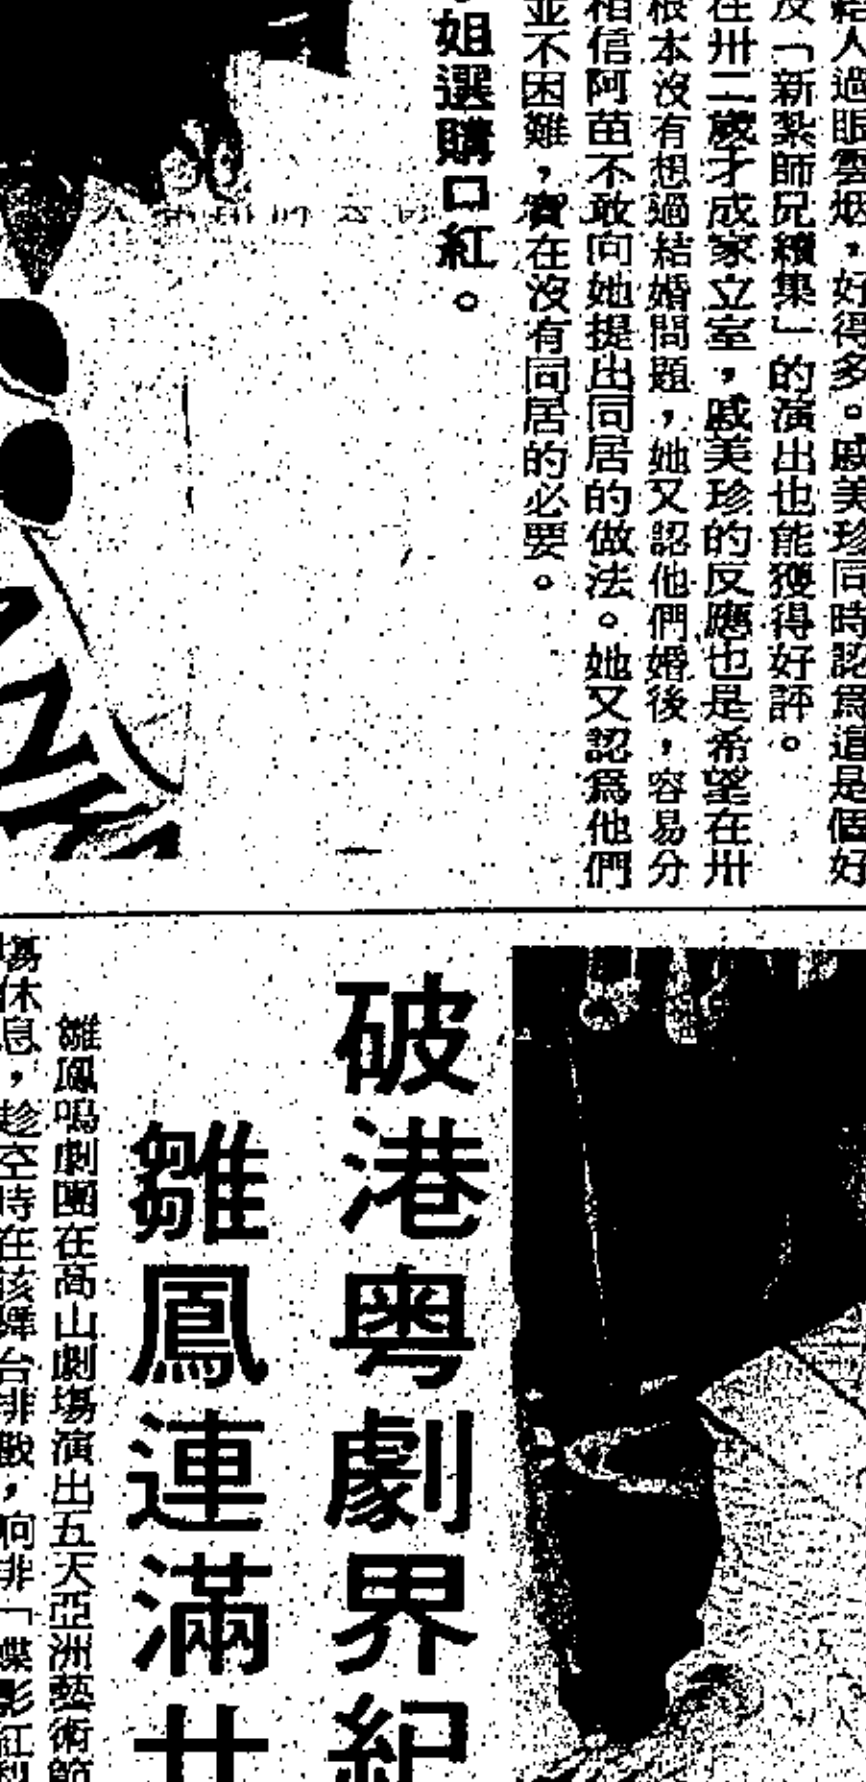 結人過眼雲烟，好得多。戚美珍同時認爲這是個好
及「新紮師兄續集」的演出也能獲得好評。
在卅二歲才成家立室，戚美珍的反應也是希望在卅
根本沒有想過結婚問題，她又認他們婚後，容易分
相信阿苗不敢向她提出同居的做法。她又認爲他們
並不困難，實在沒有同居的必要。
姐選購口紅。
破港粤劇界紀
雛鳳連滿廿
雛鳳鳴劇團在高山劇場演出五天亞洲藝術節
場休息，趁空時在該舞台排戲，响排「蝶影紅梨